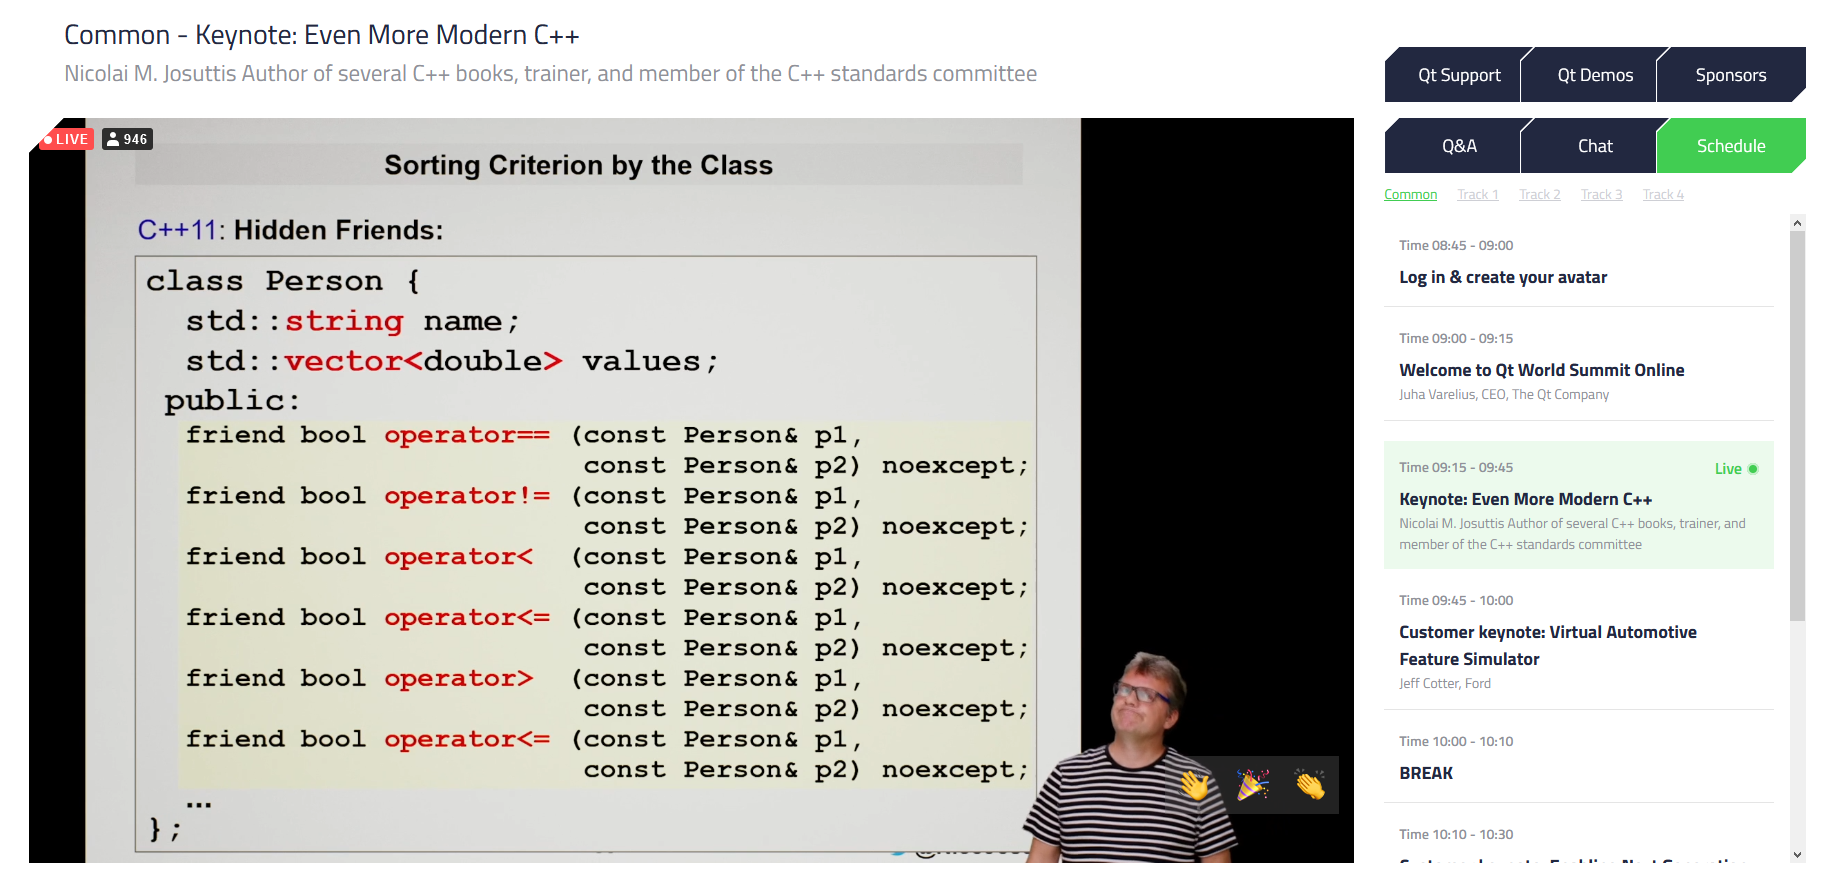 Common - Keynote: Even More Modern C++
Nicolai M. Josuttis Author of several C++ books, trainer, and member of the C++ standards committee
LIVE
946
Sorting Criterion by the Class
C++11: Hidden Friends:
class Person {
std::string name;
std::vector<double> values;
public:
friend bool operator== (const Person& p1,
const Person& p2) noexcept;
friend bool operator!= (const Person& p1,
const Person& p2) noexcept;
friend bool operator< (const Person& p1,
const Person& p2) noexcept;
friend bool operator<= (const Person& p1,
const Person& p2) noexcept;
friend bool operator> (const Person& p1,
const Person& p2) noexcept;
friend bool operator<= (const Person& p1,
const Person& p2) noexcept;
...
};
Qt Support
Qt Demos
Sponsors
Q&A
Chat
Schedule
Common
Track 1
Track 2
Track 3
Track 4
Time 08:45 - 09:00
Log in & create your avatar
Time 09:00 - 09:15
Welcome to Qt World Summit Online
Juha Varelius, CEO, The Qt Company
Time 09:15 - 09:45
Live
Keynote: Even More Modern C++
Nicolai M. Josuttis Author of several C++ books, trainer, and
member of the C++ standards committee
Time 09:45 - 10:00
Customer keynote: Virtual Automotive
Feature Simulator
Jeff Cotter, Ford
Time 10:00 - 10:10
BREAK
Time 10:10 - 10:30